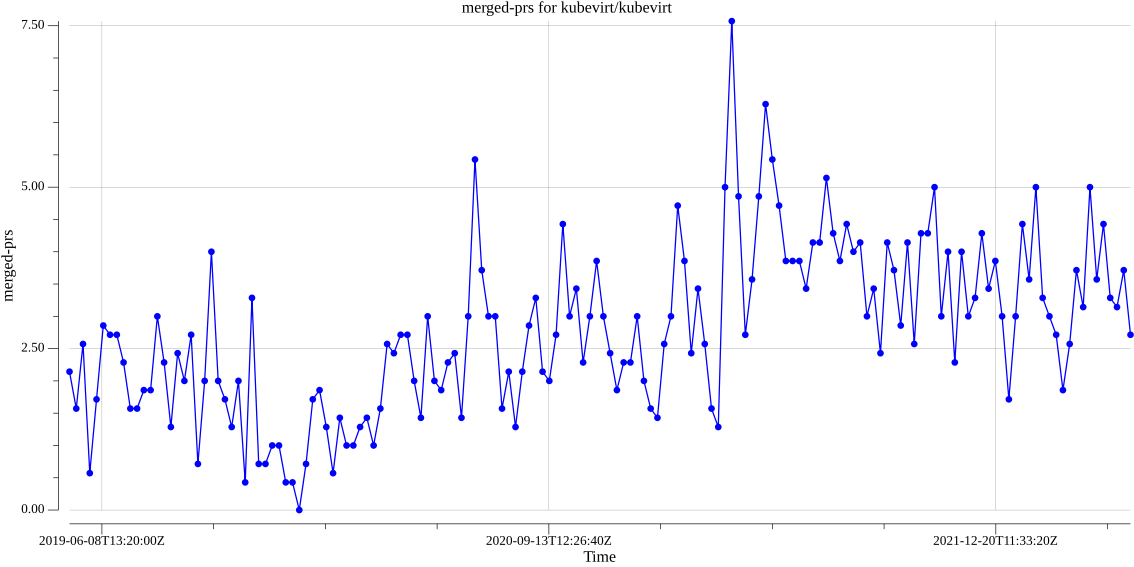 merged-prs for kubevirt/kubevirt
7.50
5.00
2.50
0.00
merged-prs
2019-06-08T13:20:00Z
2020-09-13T12:26:40Z
2021-12-20T11:33:20Z
Time